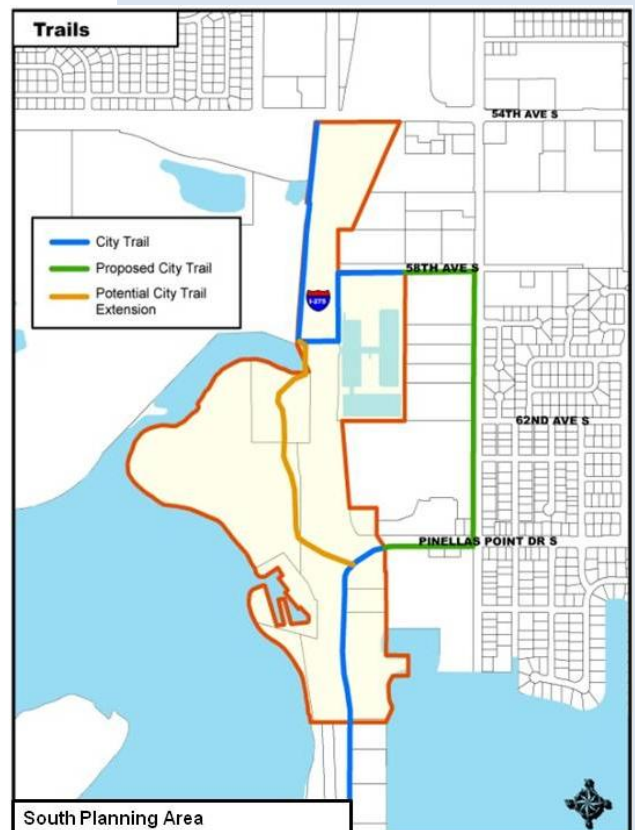 Trails
54TH AVE S
City Trail
Proposed City Trail
Potential City Trail
Extension
58TH AVE S
I-275
62ND AVE S
PINELLAS POINT DR S
South Planning Area